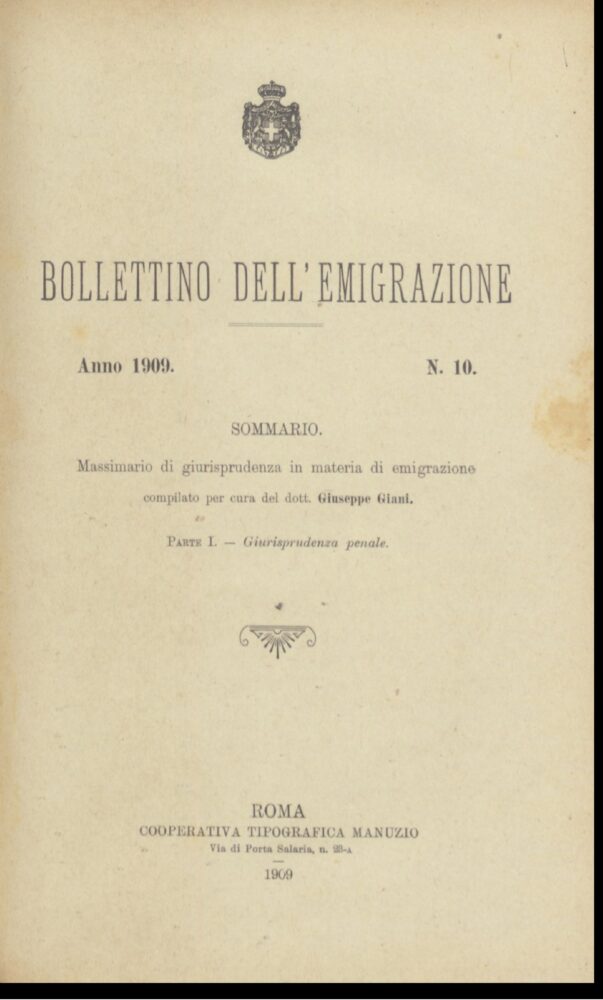 BOLLETTINO DELL'EMIGRAZIONE
Anno 1909. N. 10.
SOMMARIO.
Massimario di giurisprudenza in materia di emigrazione
compilato per cura del dott. Giuseppe Giani.
PARTE I. — Giurisprudenza penale.
ROMA
COOPERATIVA TIPOGRAFICA MANUZIO
Via di Porta Salaria, n. 23-A
1909